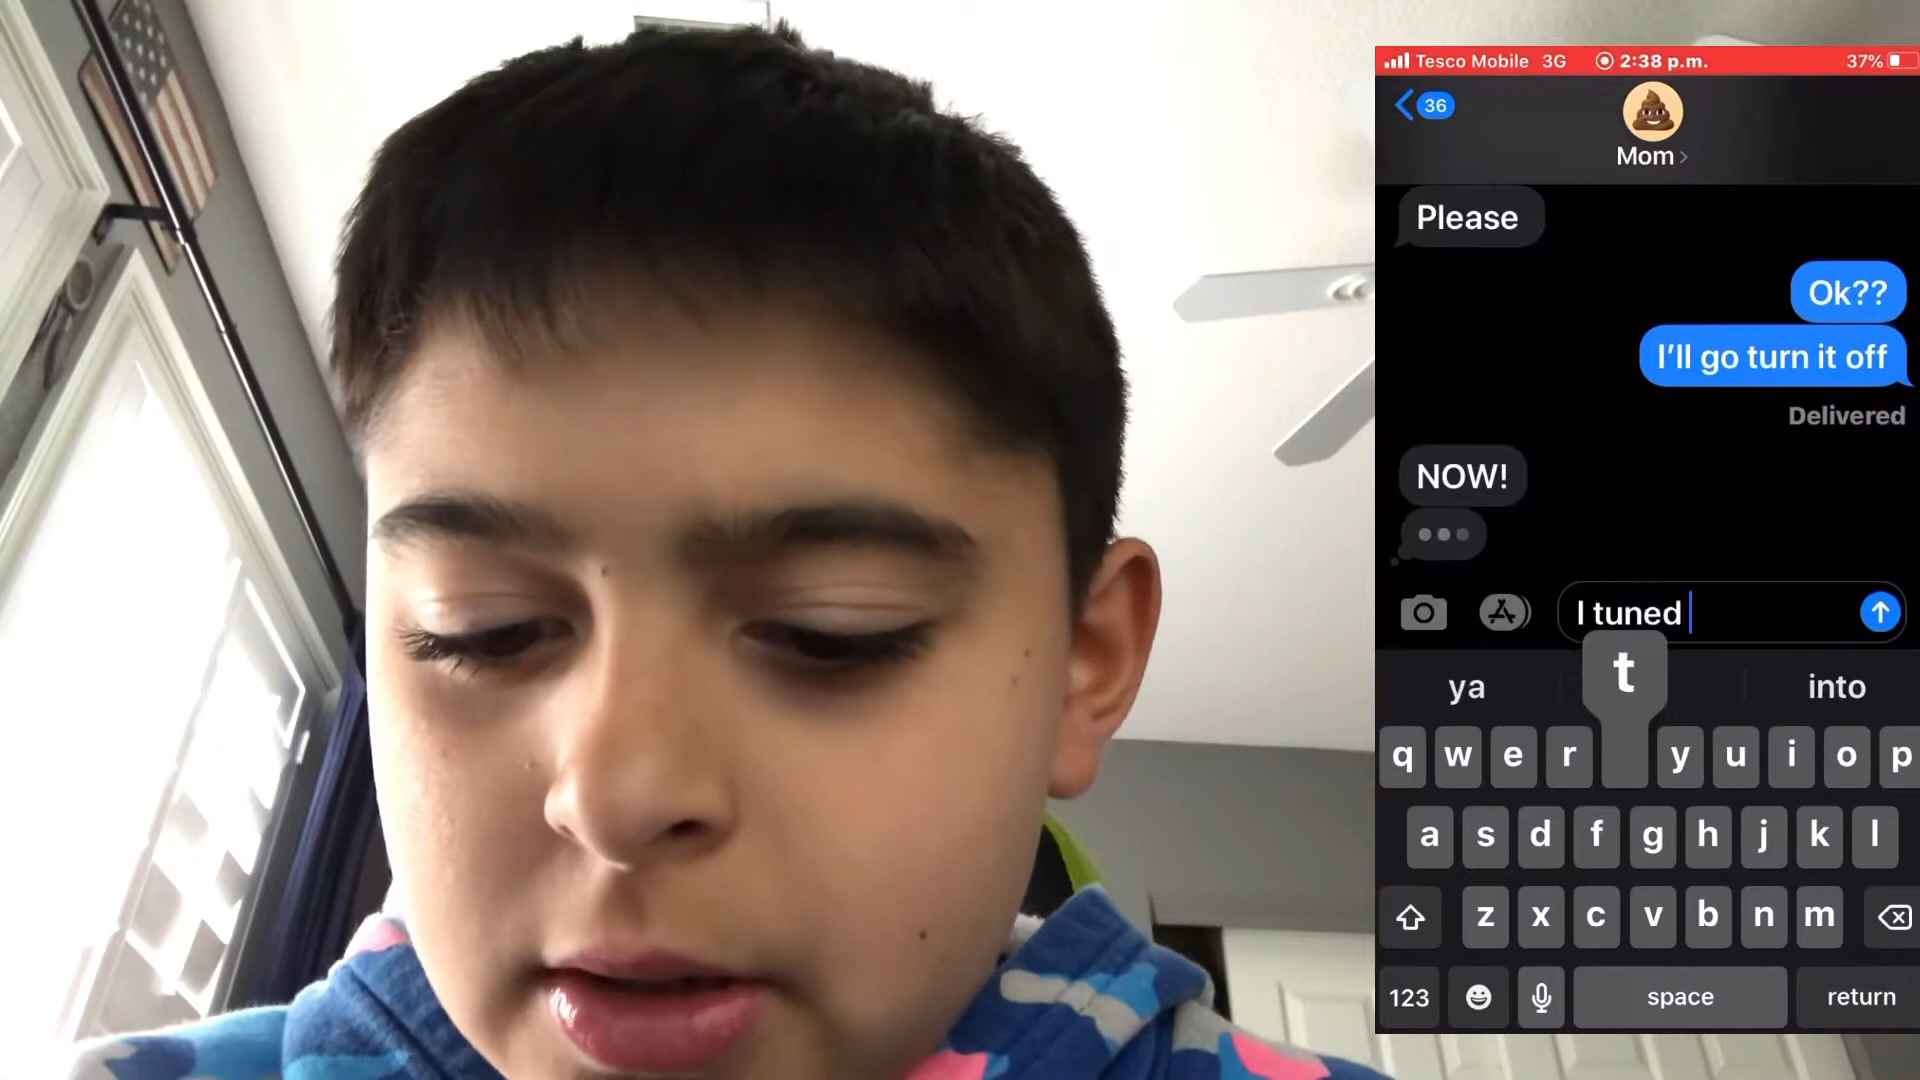 Tesco Mobile 3G 2:38 p.m. 37%
36
Mom
Please
Ok??
I’ll go turn it off
Delivered
NOW!
I tuned
ya
t
into
q w e r y u i o p
a s d f g h j k l
z x c v b n m
123 space return